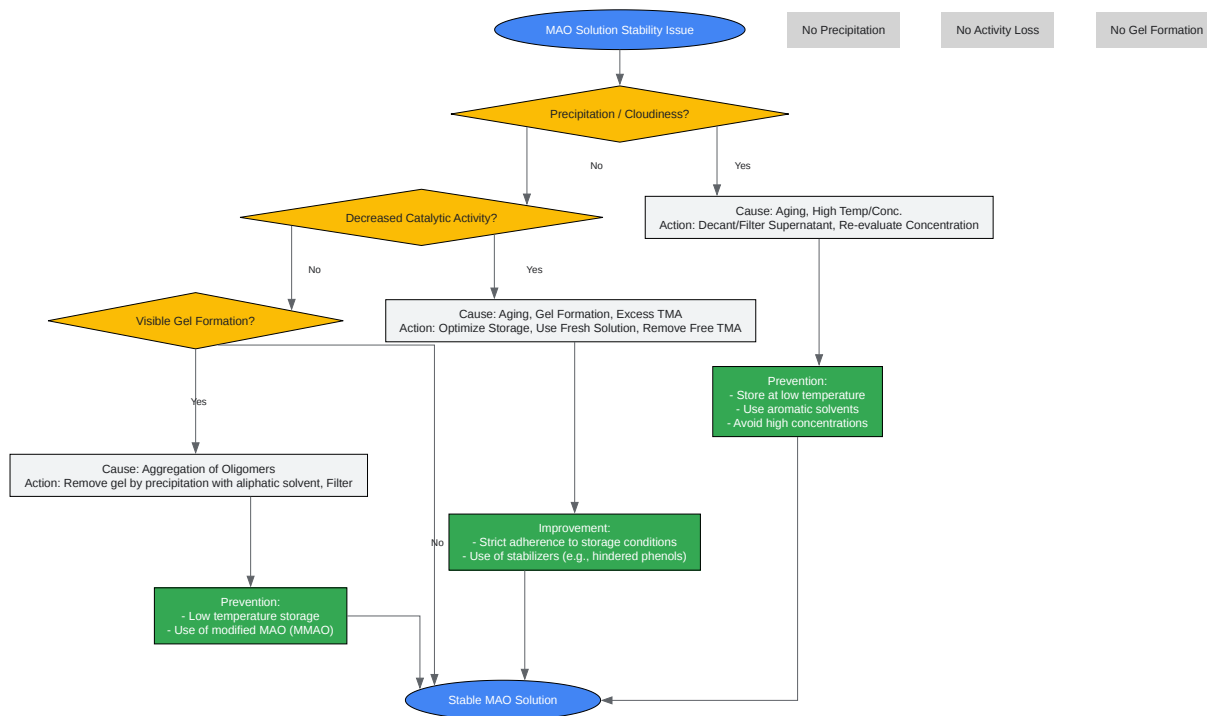 MAO Solution Stability Issue
No Precipitation
No Activity Loss
No Gel Formation
Precipitation / Cloudiness?
No
Yes
Decreased Catalytic Activity?
Cause: Aging, High Temp/Conc.
Action: Decant/Filter Supernatant, Re-evaluate Concentration
No
Yes
Visible Gel Formation?
Cause: Aging, Gel Formation, Excess TMA
Action: Optimize Storage, Use Fresh Solution, Remove Free TMA
Prevention:
- Store at low temperature
- Use aromatic solvents
- Avoid high concentrations
Yes
Cause: Aggregation of Oligomers
Action: Remove gel by precipitation with aliphatic solvent, Filter
No
Improvement:
- Strict adherence to storage conditions
- Use of stabilizers (e.g., hindered phenols)
Prevention:
- Low temperature storage
- Use of modified MAO (MMAO)
Stable MAO Solution